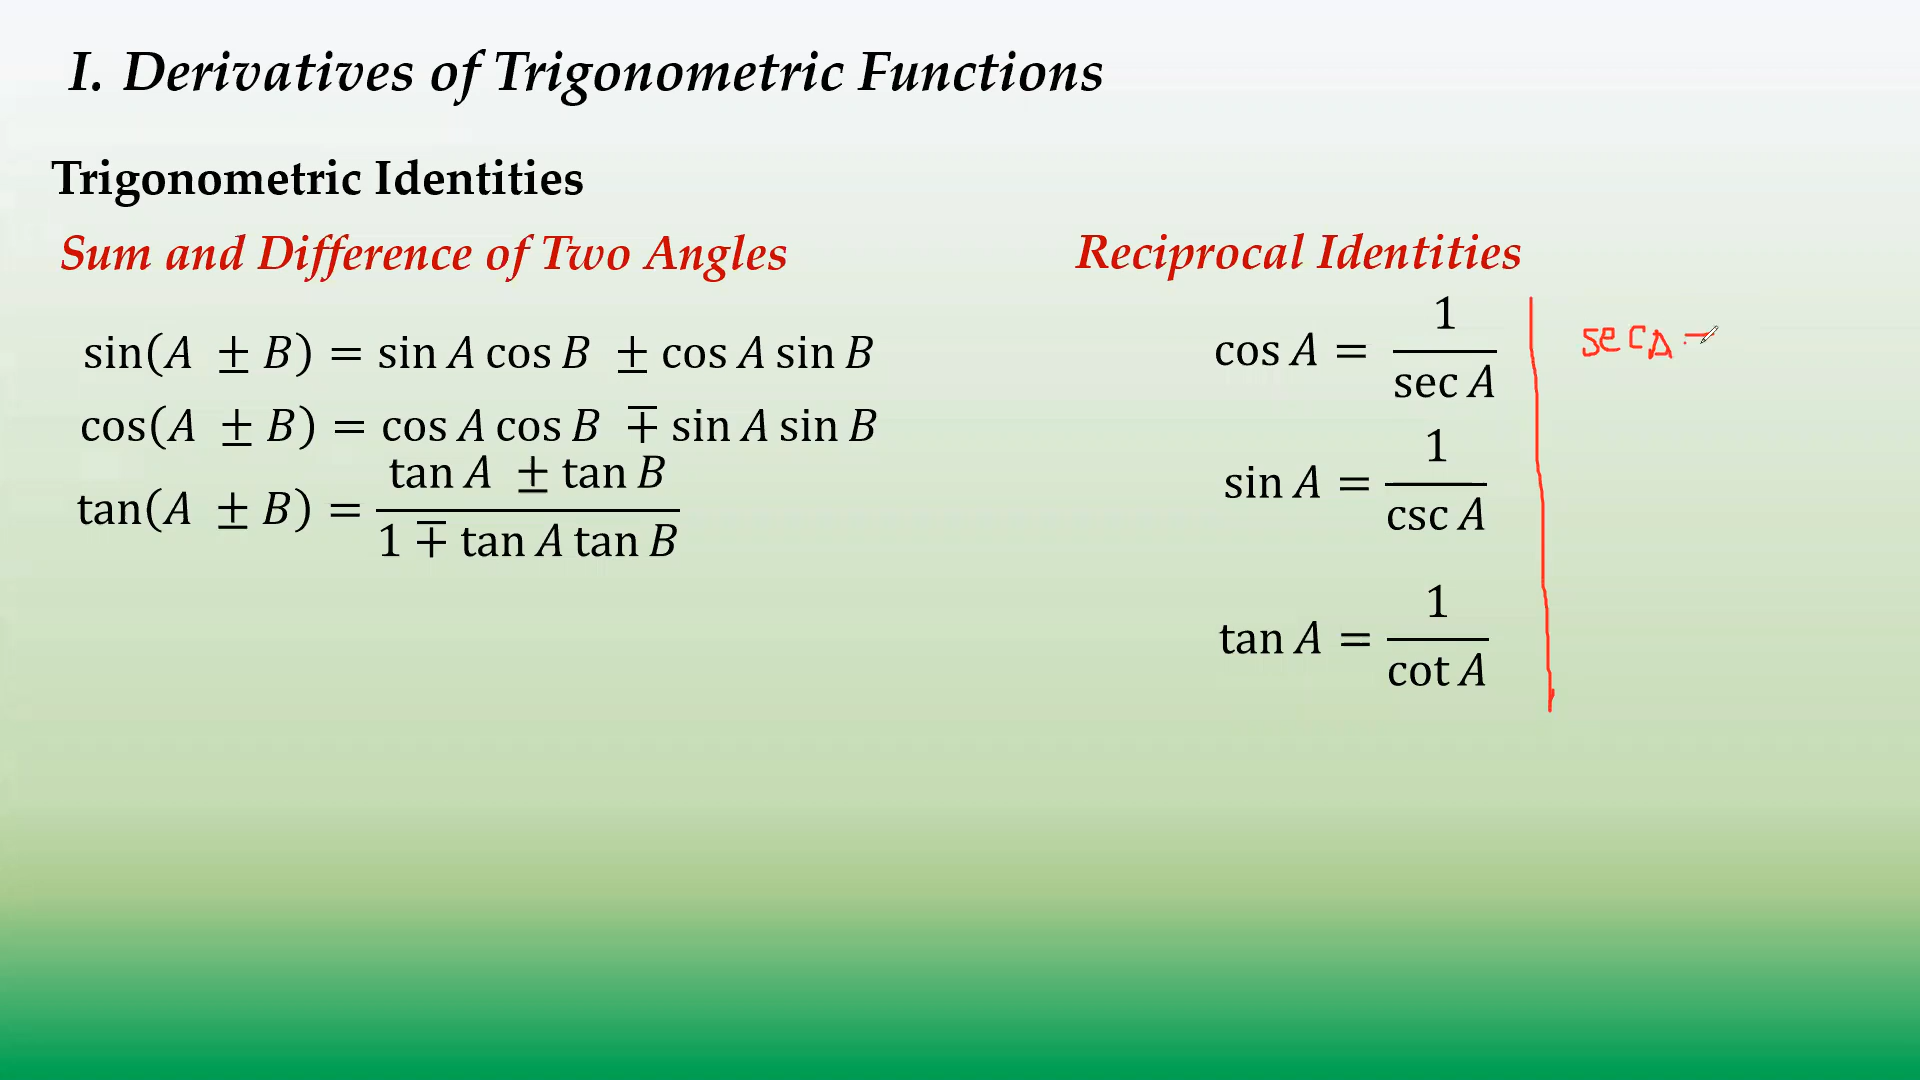 I. Derivatives of Trigonometric Functions
Trigonometric Identities
Sum and Difference of Two Angles
sin(A ± B) = sin A cos B ± cos A sin B
cos(A ± B) = cos A cos B ∓ sin A sin B
tan(A ± B) = (tan A ± tan B) / (1 ∓ tan A tan B)
Reciprocal Identities
cos A = 1 / sec A
sin A = 1 / csc A
tan A = 1 / cot A
sec A =